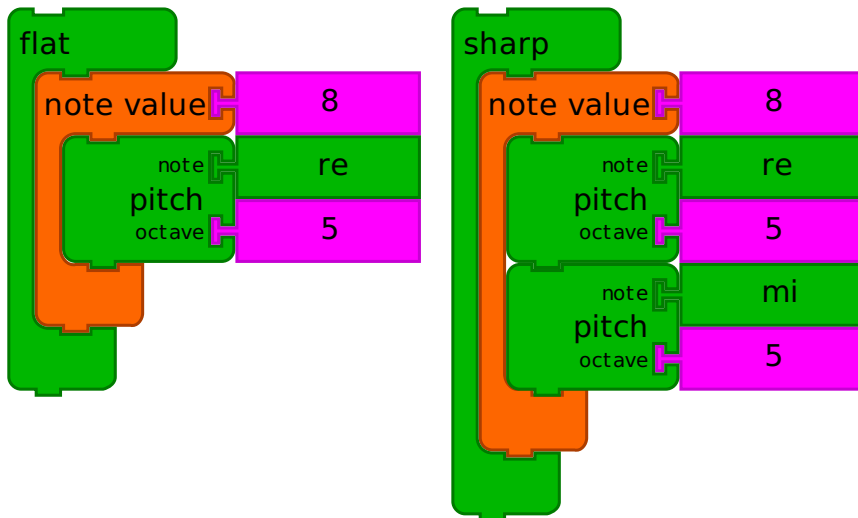 flat
note value 8
note re
pitch
octave 5
sharp
note value 8
note re
pitch
octave 5
note mi
pitch
octave 5